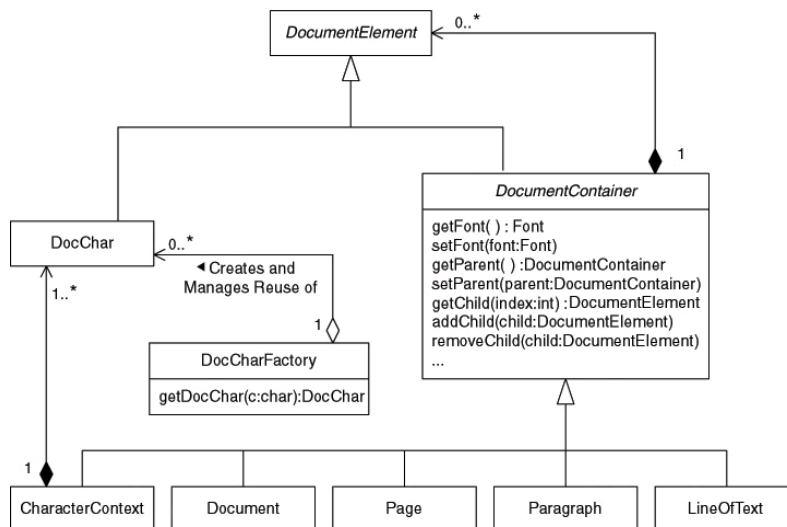 DocumentElement
0..*
1
DocumentContainer
getFont( ) : Font
setFont(font:Font)
getParent( ) :DocumentContainer
setParent(parent:DocumentContainer)
getChild(index:int) : DocumentElement
addChild(child:DocumentElement)
removeChild(child:DocumentElement)
...
DocChar
0..*
◄ Creates and
Manages Reuse of
1..*
1
DocCharFactory
getDocChar(c:char):DocChar
1
CharacterContext
Document
Page
Paragraph
LineOfText